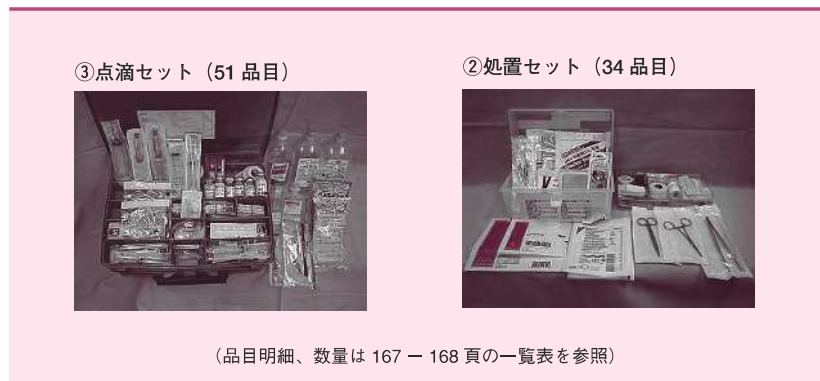 ③点滴セット（51 品目）
②処置セット（34 品目）
（品目明細、数量は 167 ー 168 頁の一覧表を参照）